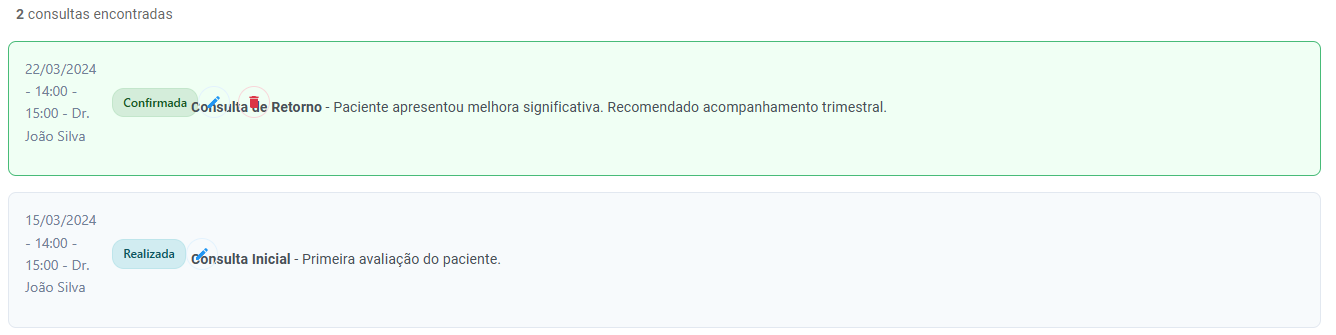 2 consultas encontradas
22/03/2024
- 14:00 -
15:00 - Dr.
João Silva
Confirmada
Consulta de Retorno - Paciente apresentou melhora significativa. Recomendado acompanhamento trimestral.
15/03/2024
- 14:00 -
15:00 - Dr.
João Silva
Realizada
Consulta Inicial - Primeira avaliação do paciente.